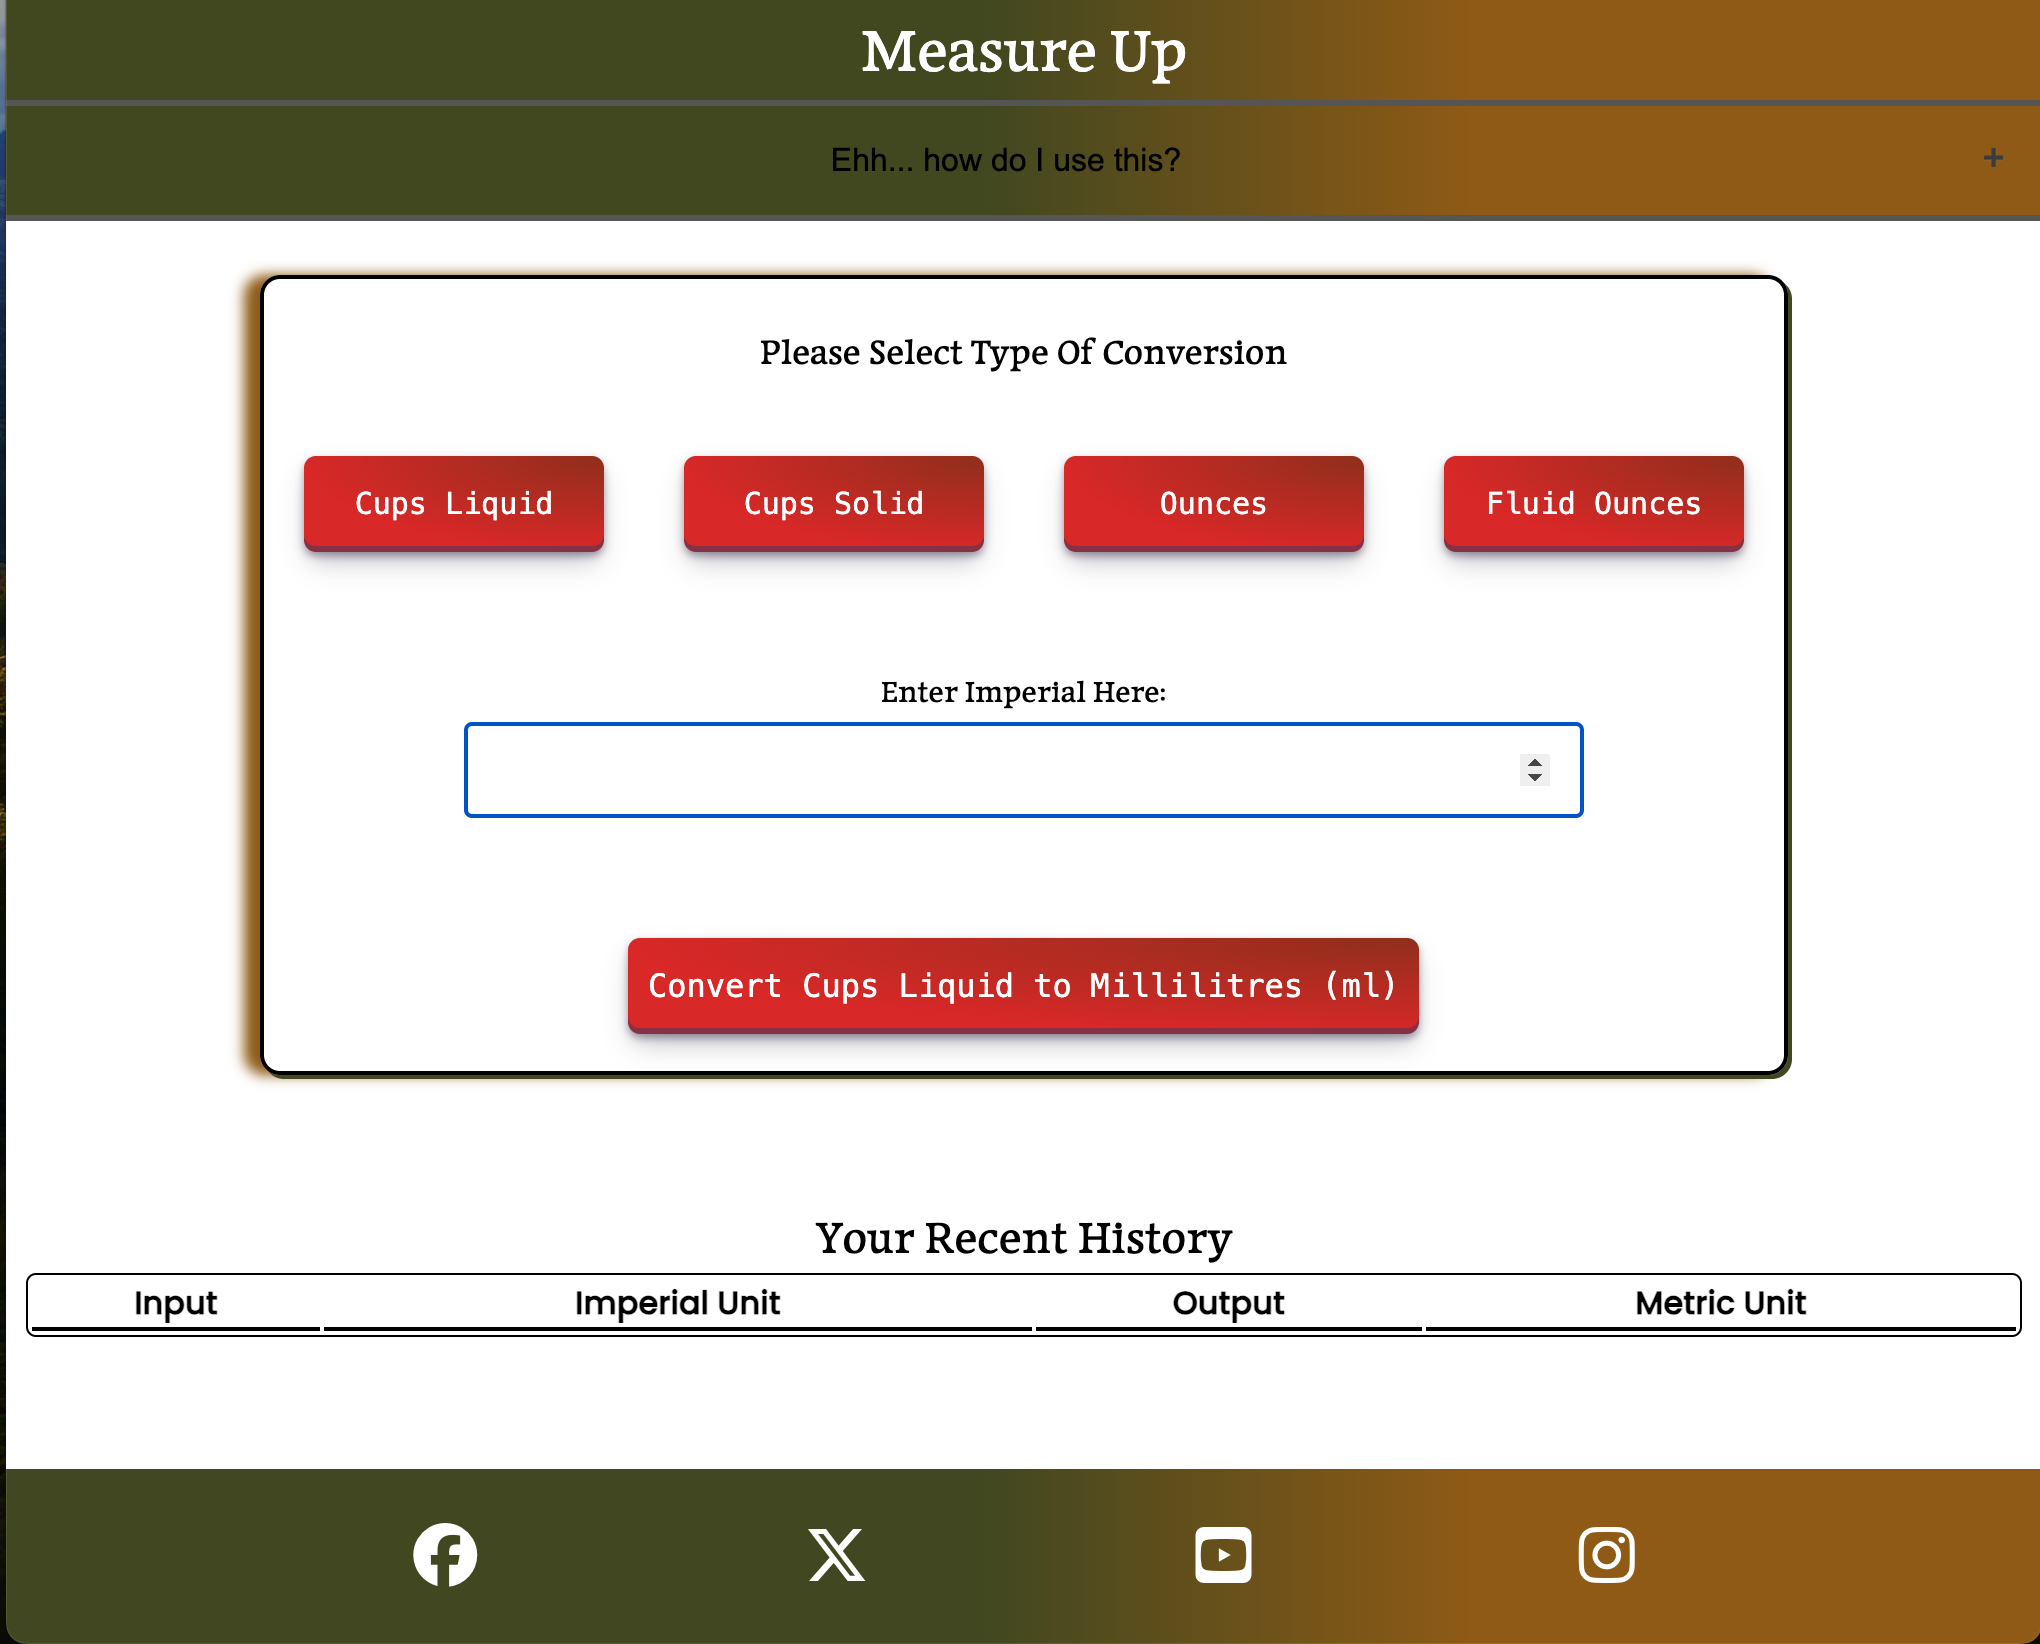 Measure Up
Ehh... how do I use this?
+
Please Select Type Of Conversion
Cups Liquid
Cups Solid
Ounces
Fluid Ounces
Enter Imperial Here:
Convert Cups Liquid to Millilitres (ml)
Your Recent History
Input
Imperial Unit
Output
Metric Unit